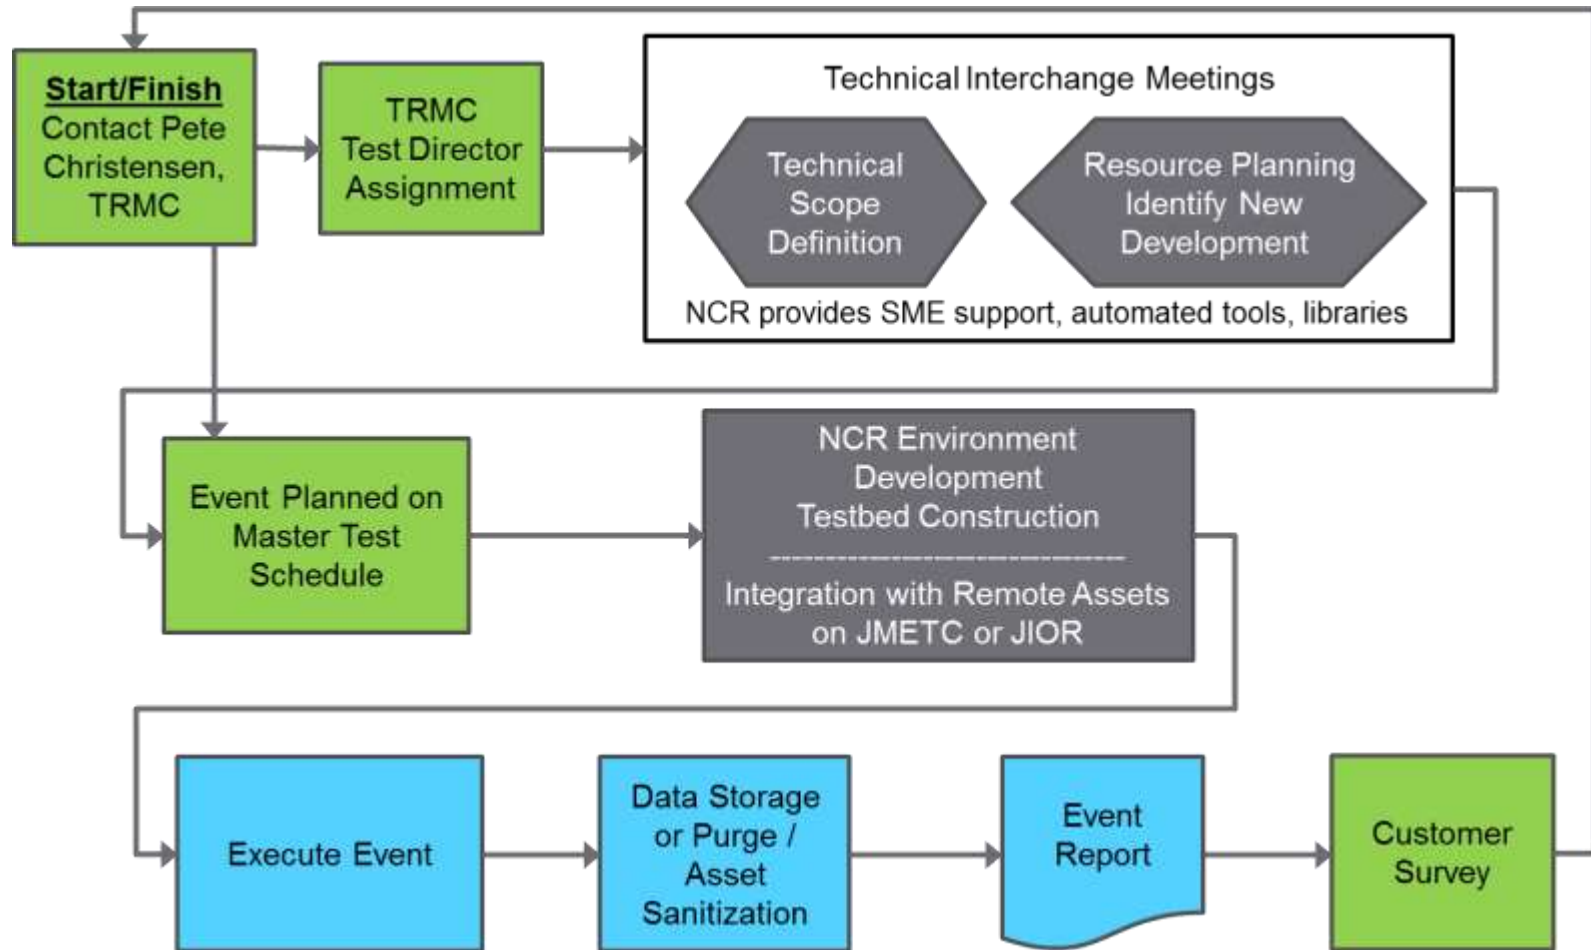 Start/Finish
Contact Pete
Christensen,
TRMC
TRMC
Test Director
Assignment
Technical Interchange Meetings
Technical
Scope
Definition
Resource Planning
Identify New
Development
NCR provides SME support, automated tools, libraries
Event Planned on
Master Test
Schedule
NCR Environment
Development
Testbed Construction
--------------------------------
Integration with Remote Assets
on JMETC or JIOR
Execute Event
Data Storage
or Purge /
Asset
Sanitization
Event
Report
Customer
Survey